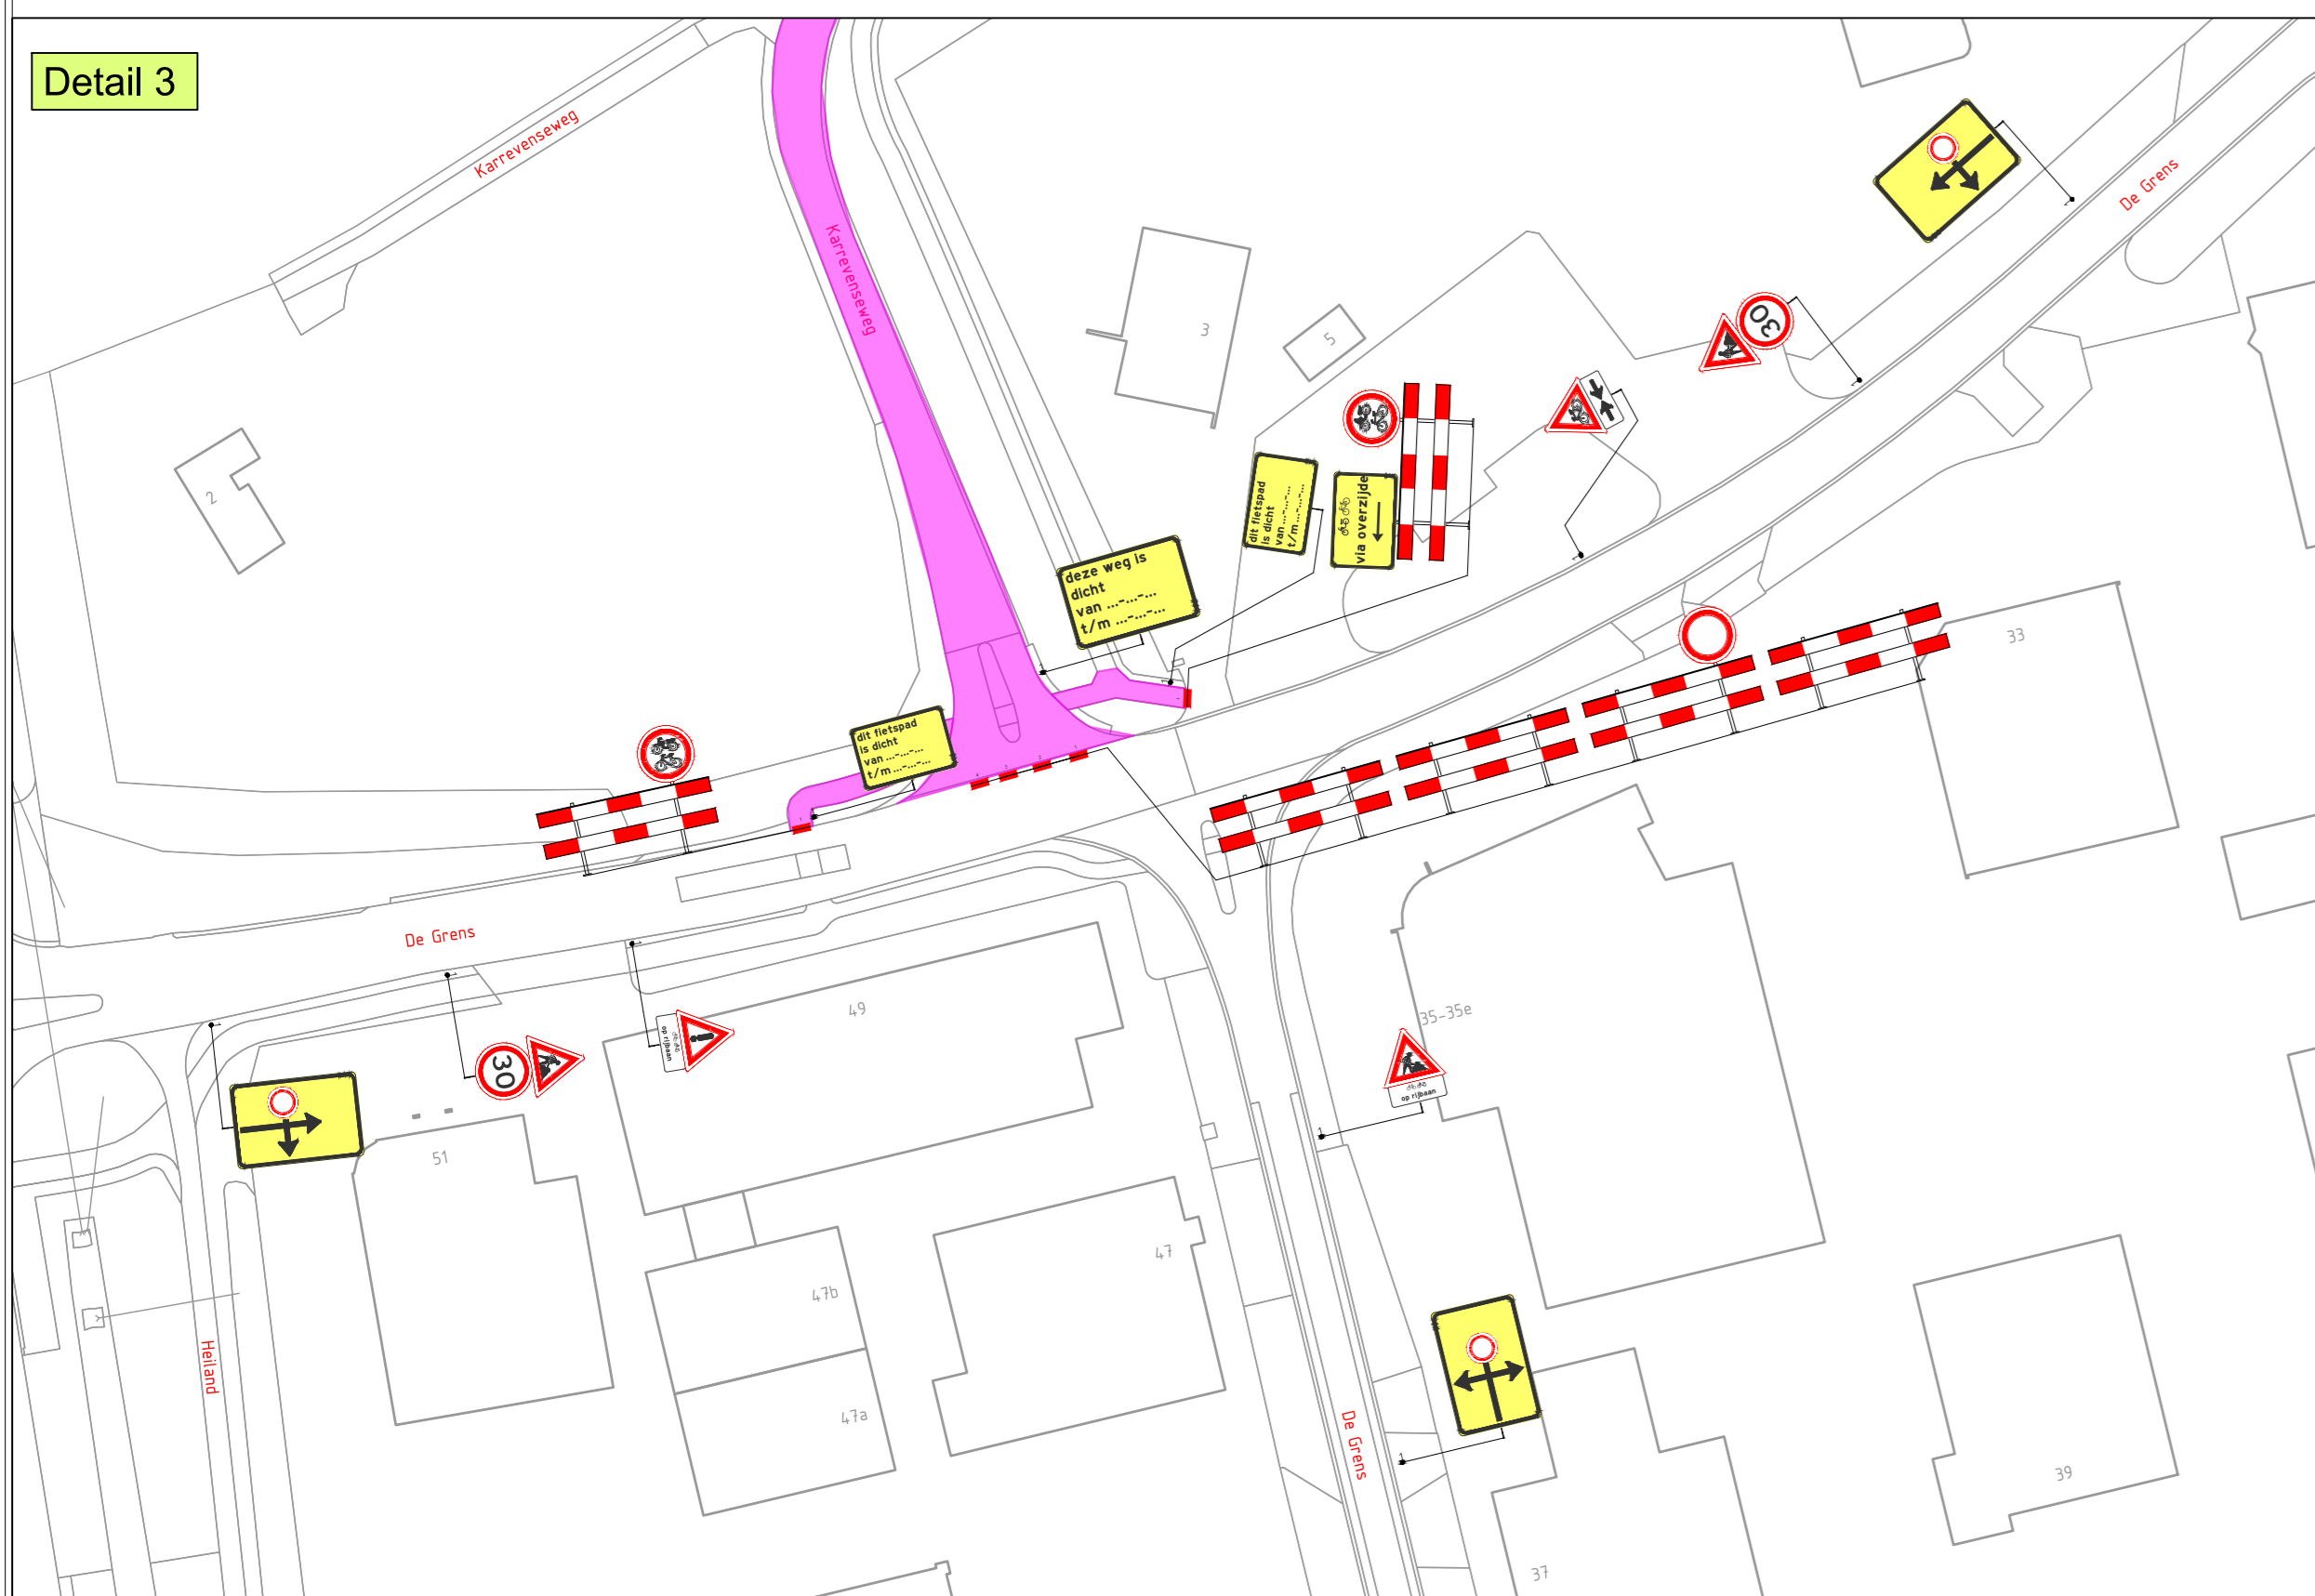 Detail 3
Karrevenseweg
Karrevenseweg
De Grens
3
5
2
30
dit fietspad
is dicht
van ...-...-...
t/m ...-...-...
via overzijde
deze weg is
dicht
van ...-...-...
t/m ...-...-...
dit fietspad
is dicht
van ...-...-...
t/m ...-...-...
33
De Grens
49
op rijbaan
30
35-35e
op rijbaan
51
47
47b
47a
Heiland
De Grens
39
37